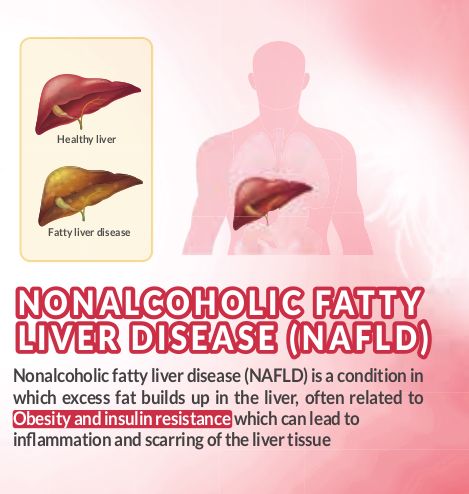 Healthy liver
Fatty liver disease
NONALCOHOLIC FATTY
LIVER DISEASE (NAFLD)
Nonalcoholic fatty liver disease (NAFLD) is a condition in
which excess fat builds up in the liver, often related to
Obesity and insulin resistance which can lead to
inflammation and scarring of the liver tissue